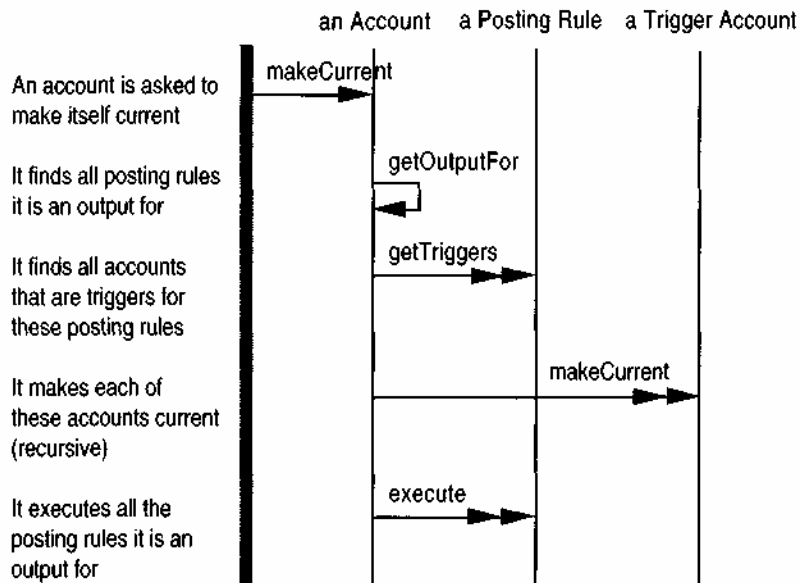 an Account a Posting Rule a Trigger Account
makeCurrent
An account is asked to
make itself current
getOutputFor
It finds all posting rules
it is an output for
getTriggers
It finds all accounts
that are triggers for
these posting rules
makeCurrent
It makes each of
these accounts current
(recursive)
execute
It executes all the
posting rules it is an
output for